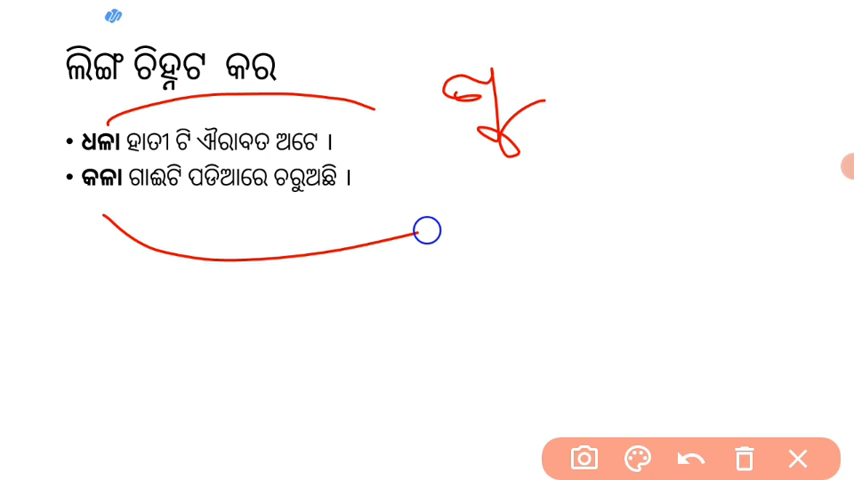 ଲିଙ୍ଗ ଚିହ୍ନଟ କର
• ଧଳା ହାତୀ ଟି ଐରାବତ ଅଟେ ।
• କଳା ଗାଈଟି ପଡିଆରେ ଚରୁଅଛି ।